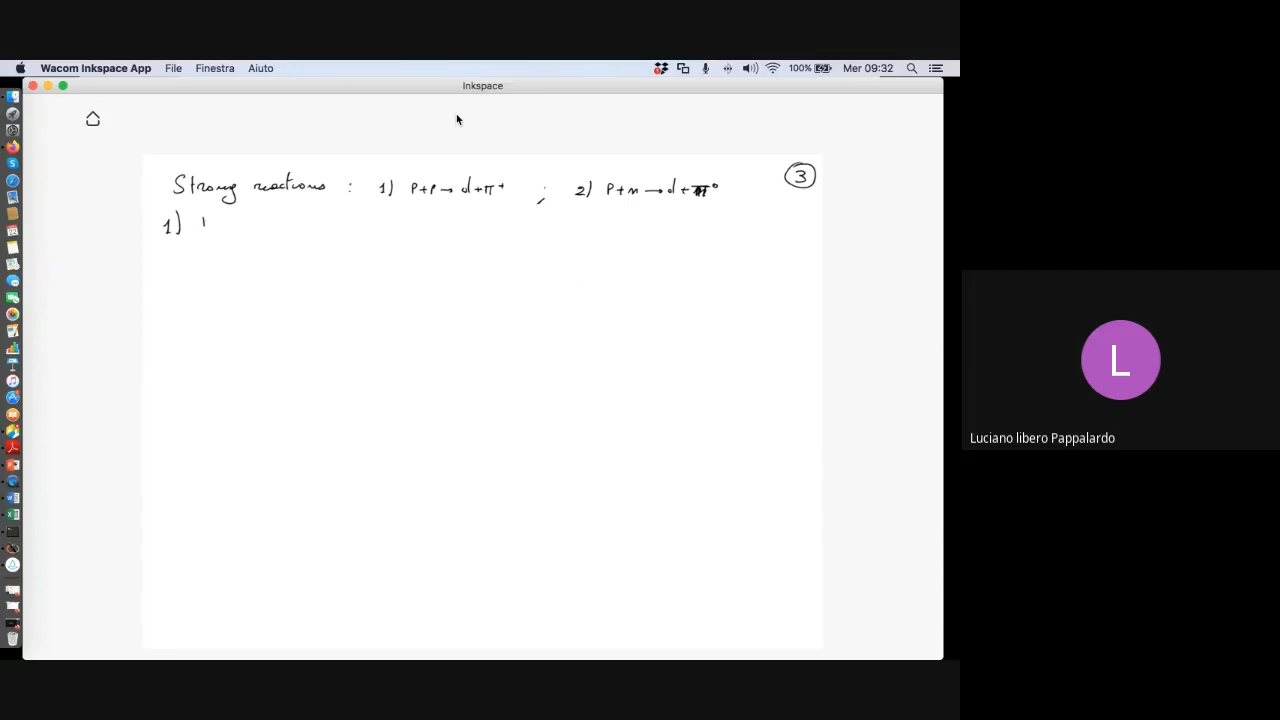 Wacom Inkspace App File Finestra Aiuto 100% Mer 09:32
Inkspace
Strong reactions : 1) p+p→d+π⁺ ; 2) p+n→d+π⁰
3
1)
L
Luciano libero Pappalardo